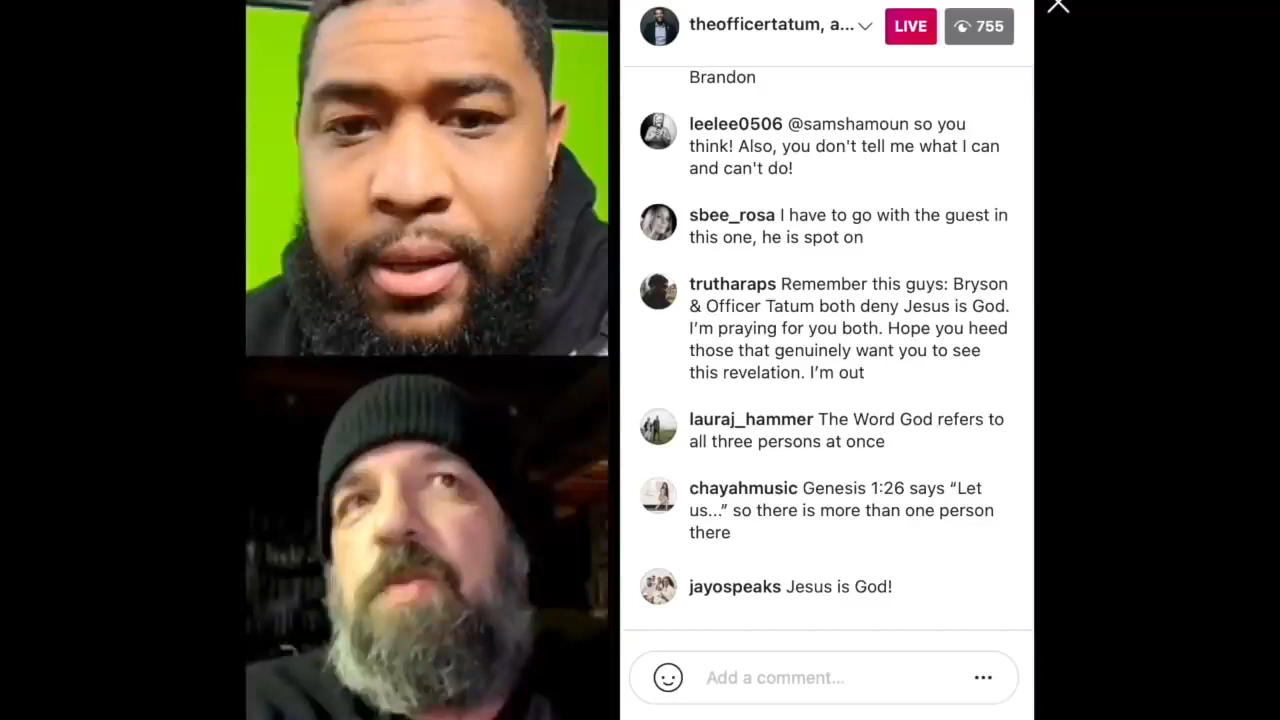 theofficertatum, a...
LIVE
755
Brandon
leelee0506 @samshamoun so you
think! Also, you don't tell me what I can
and can't do!
sbee_rosa I have to go with the guest in
this one, he is spot on
trutharaps Remember this guys: Bryson
& Officer Tatum both deny Jesus is God.
I’m praying for you both. Hope you heed
those that genuinely want you to see
this revelation. I’m out
lauraj_hammer The Word God refers to
all three persons at once
chayahmusic Genesis 1:26 says “Let
us...” so there is more than one person
there
jayospeaks Jesus is God!
Add a comment...